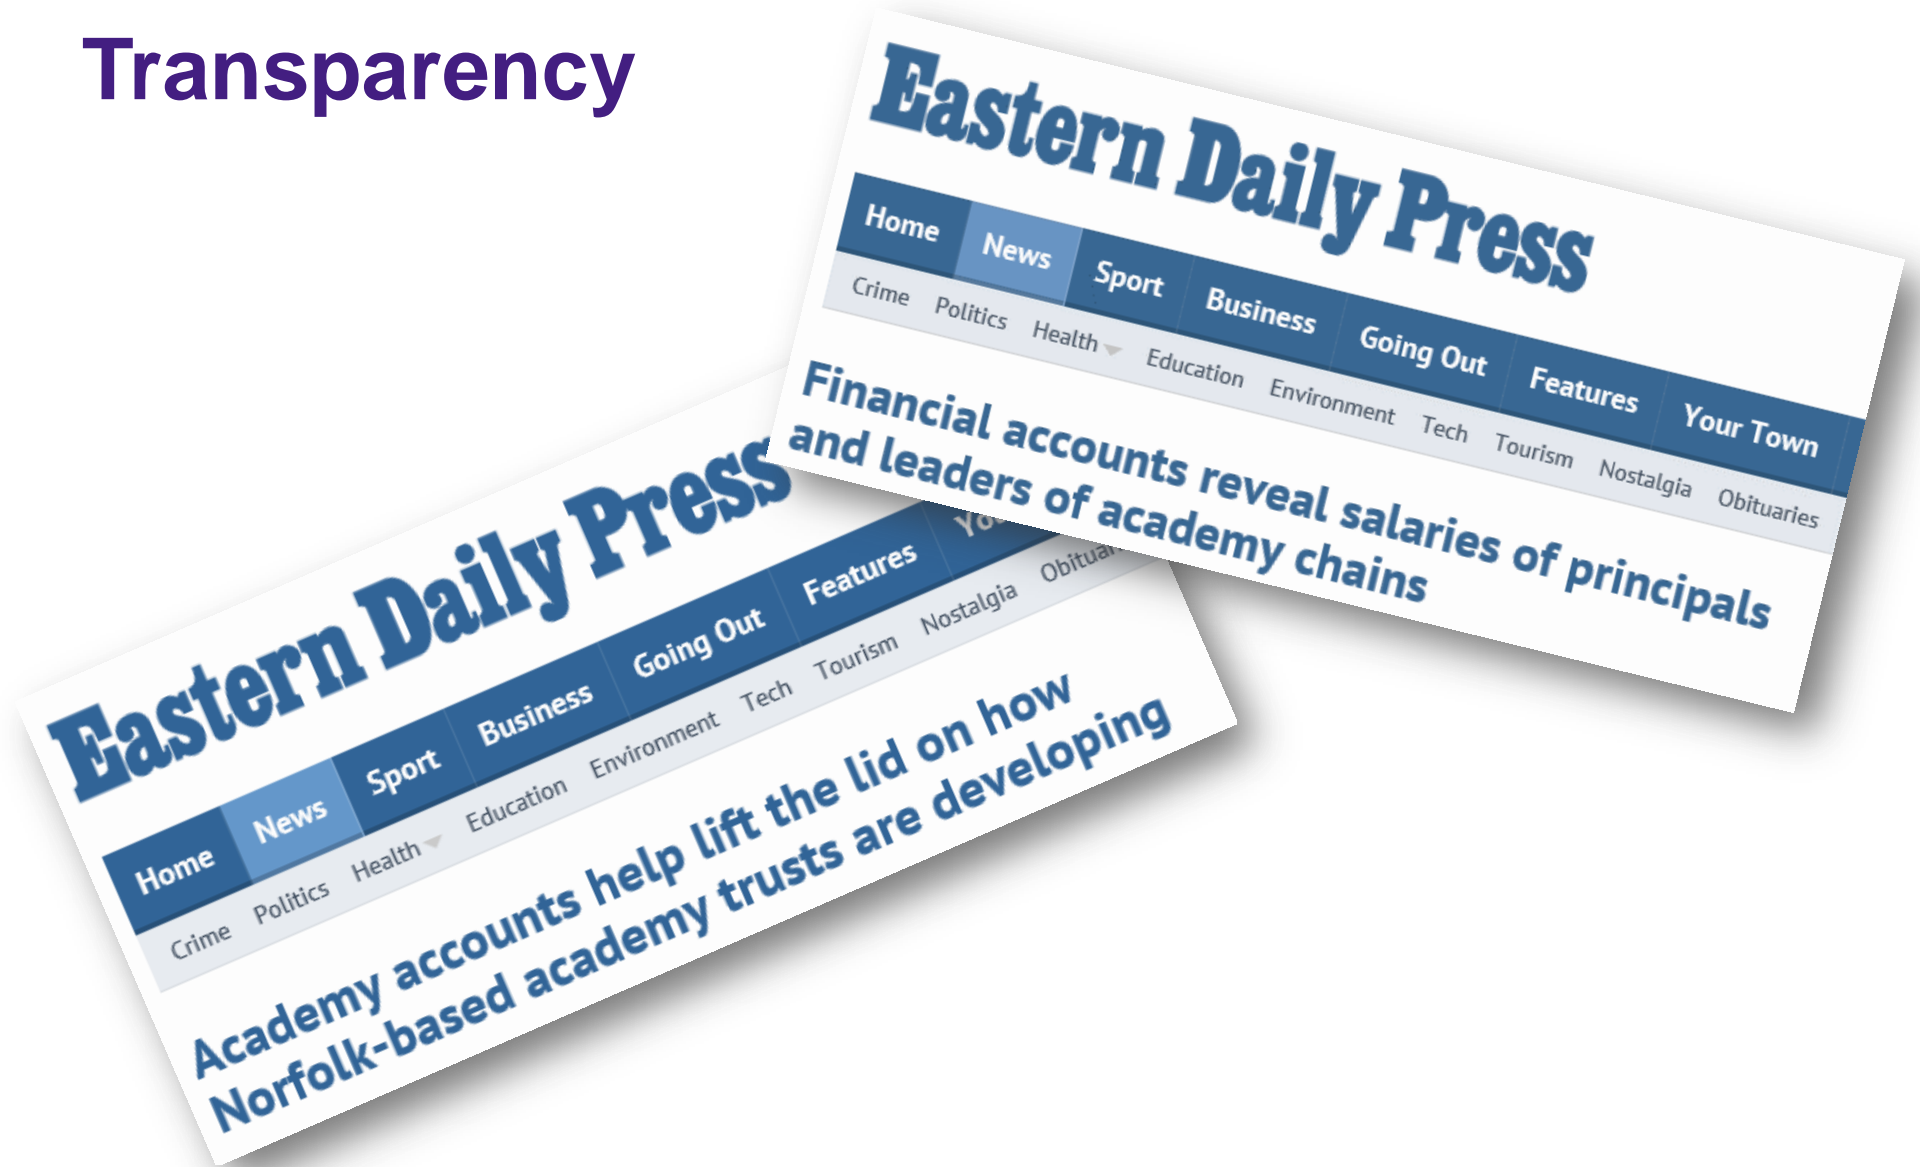 Transparency
Eastern Daily Press
Home News Sport Business Going Out Features Your Town
Crime Politics Health Education Environment Tech Tourism Nostalgia Obituaries
Financial accounts reveal salaries of principals
and leaders of academy chains
Eastern Daily Press
Home News Sport Business Going Out Features
Crime Politics Health Education Environment Tech Tourism Nostalgia
Academy accounts help lift the lid on how
Norfolk-based academy trusts are developing